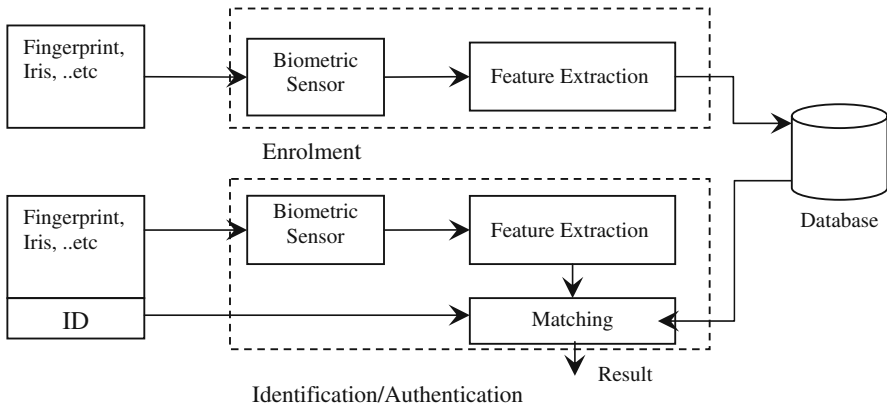 Fingerprint,
Iris, ..etc
Biometric
Sensor
Feature Extraction
Enrolment
Database
Fingerprint,
Iris, ..etc
ID
Biometric
Sensor
Feature Extraction
Matching
Result
Identification/Authentication